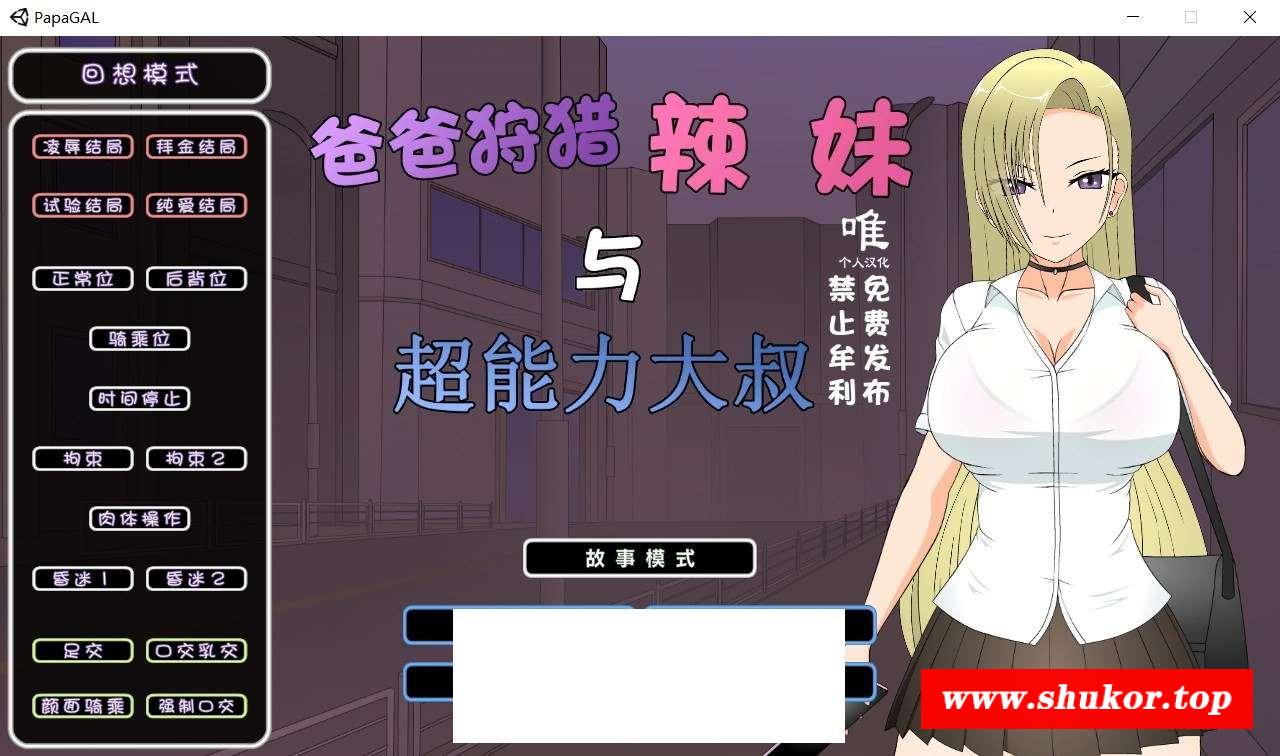 PapaGAL
回想模式
凌辱结局 拜金结局
试验结局 纯爱结局
正常位 后背位
骑乘位
时间停止
拘束 拘束2
肉体操作
昏迷1 昏迷2
足交 口交乳交
颜面骑乘 强制口交
爸爸狩猎辣妹
与
超能力大叔
唯
个人汉化
免费发布
禁止牟利
故事模式
www.shukor.top